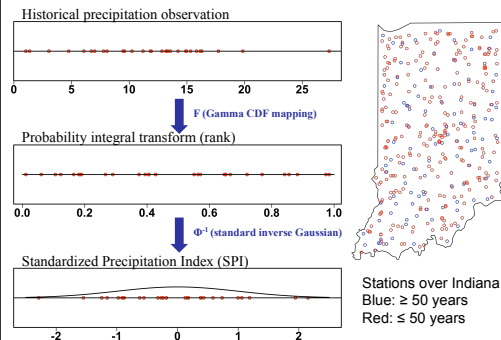 Historical precipitation observation
0 5 10 15 20 25
F (Gamma CDF mapping)
Probability integral transform (rank)
0.0 0.2 0.4 0.6 0.8 1.0
Φ⁻¹ (standard inverse Gaussian)
Standardized Precipitation Index (SPI)
-2 -1 0 1 2
Stations over Indiana
Blue: ≥ 50 years
Red: ≤ 50 years